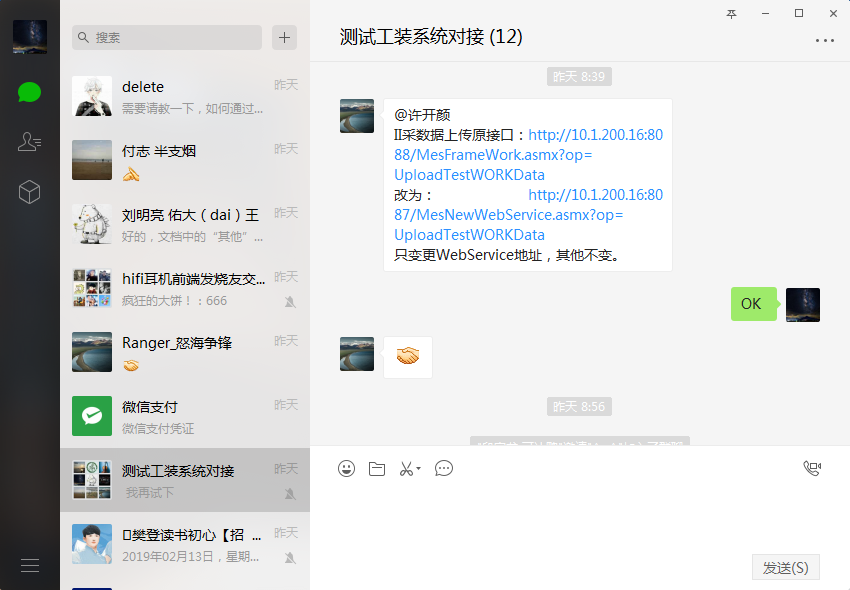 搜索
delete
昨天
需要请教一下，如何通过...
付志 半支烟
昨天
刘明亮 佑大（dai）王
昨天
好的，文档中的“其他”...
hifi耳机前端发烧友交...
昨天
疯狂的大饼！：666
Ranger_怒海争锋
昨天
微信支付
昨天
微信支付凭证
测试工装系统对接
昨天
我再试下
樊登读书初心【招 ...
昨天
2019年02月13日，星期...
测试工装系统对接 (12)
昨天 8:39
@许开颜
II采数据上传原接口：http://10.1.200.16:80
88/MesFrameWork.asmx?op=
UploadTestWORKData
改为： http://10.1.200.16:80
87/MesNewWebService.asmx?op=
UploadTestWORKData
只变更WebService地址，其他不变。
OK
昨天 8:56
发送(S)